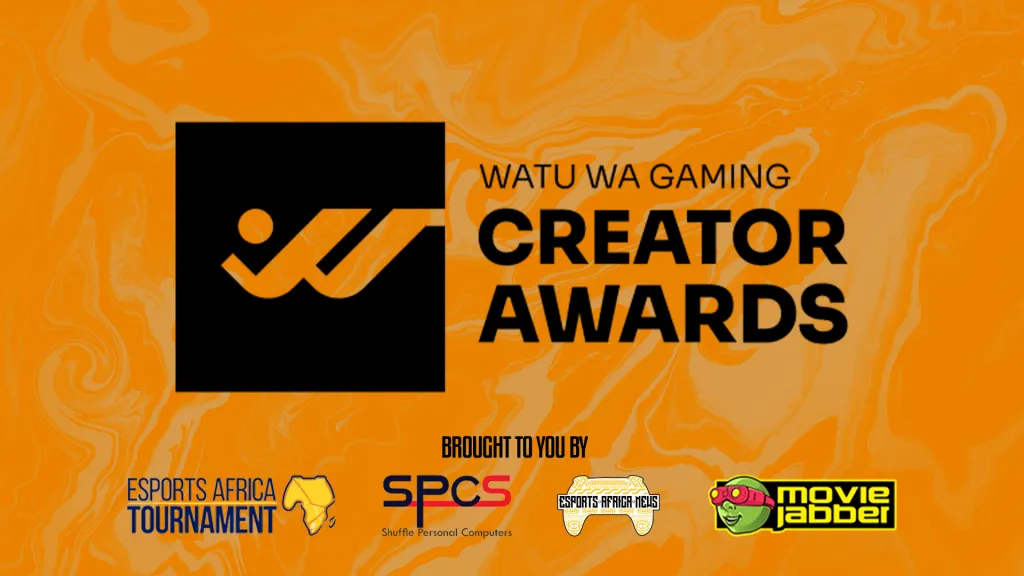 WATU WA GAMING
CREATOR
AWARDS
BROUGHT TO YOU BY
ESPORTS AFRICA
TOURNAMENT
SPCS
Shuffle Personal Computers
ESPORTS AFRICA NEWS
movie
jabber